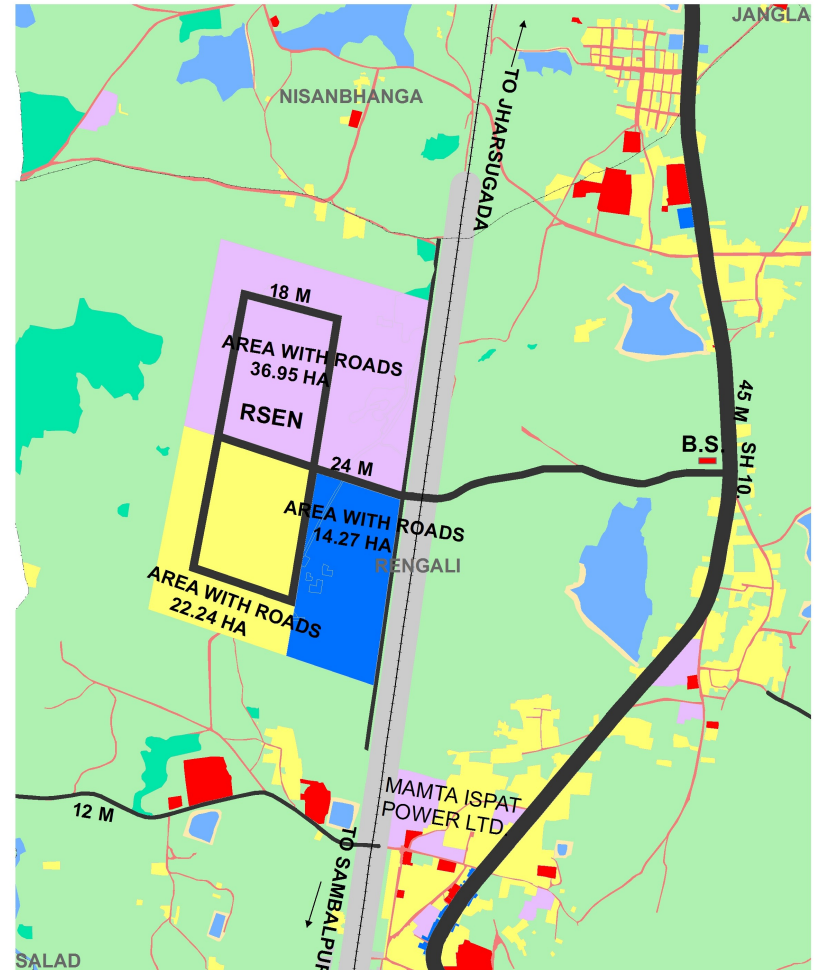 JANGLA
NISANBHANGA
TO JHARSUGADA
18 M
AREA WITH ROADS
36.95 HA
RSEN
45 M SH 10.
B.S.
24 M
AREA WITH ROADS
14.27 HA
RENGALI
AREA WITH ROADS
22.24 HA
MAMTA ISPAT
POWER LTD.
12 M
TO SAMBALPUR
SALAD